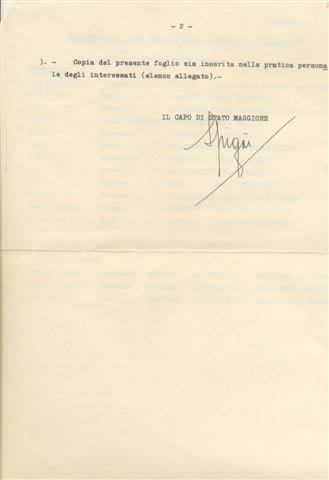 - 2 -
3. - Copia del presente foglio sia inserita nella pratica persona
le degli interessati (elenco allegato).-
IL CAPO DI STATO MAGGIORE
Spigai